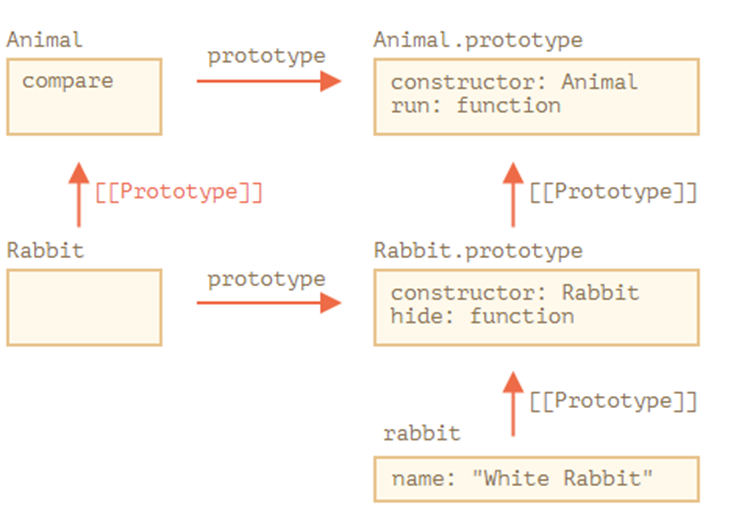 Animal
prototype
Animal.prototype
compare
constructor: Animal
run: function
[[Prototype]]
[[Prototype]]
Rabbit
prototype
Rabbit.prototype
constructor: Rabbit
hide: function
[[Prototype]]
rabbit
name: "White Rabbit"